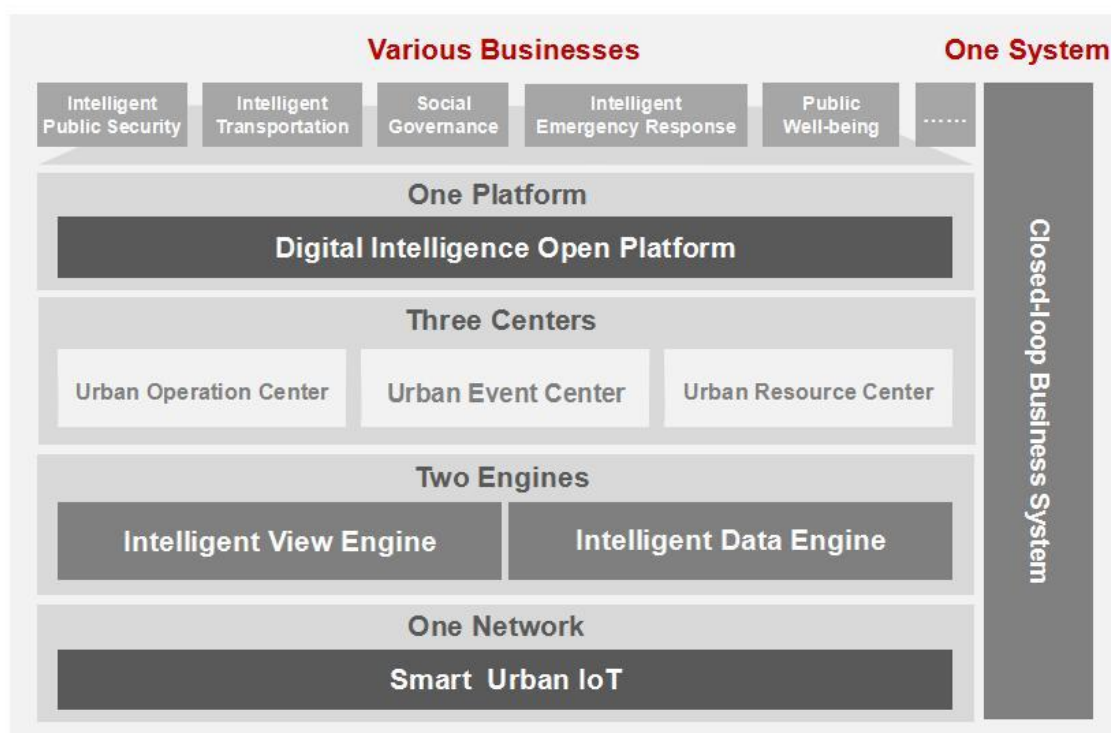 Various Businesses
One System
Intelligent
Public Security
Intelligent
Transportation
Social
Governance
Intelligent
Emergency Response
Public
Well-being
......
One Platform
Digital Intelligence Open Platform
Three Centers
Urban Operation Center
Urban Event Center
Urban Resource Center
Two Engines
Intelligent View Engine
Intelligent Data Engine
One Network
Smart Urban IoT
Closed-loop Business System